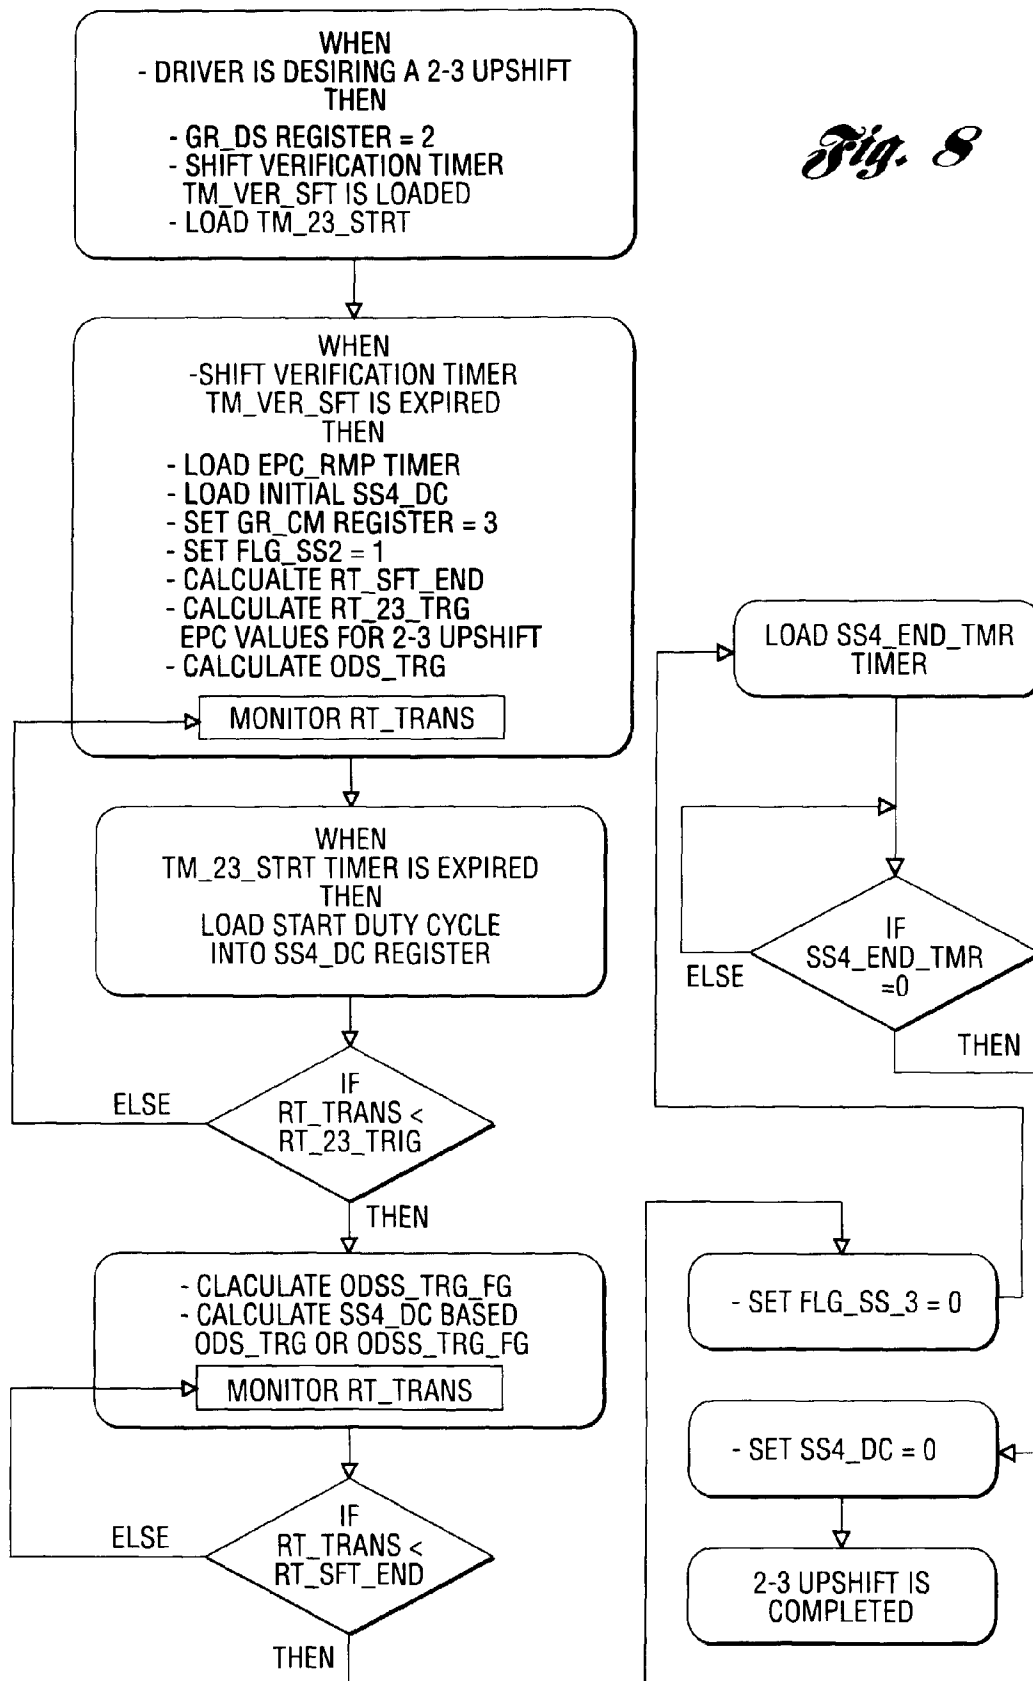 Fig. 8
WHEN
- DRIVER IS DESIRING A 2-3 UPSHIFT
THEN
- GR_DS REGISTER = 2
- SHIFT VERIFICATION TIMER
TM_VER_SFT IS LOADED
- LOAD TM_23_STRT
WHEN
-SHIFT VERIFICATION TIMER
TM_VER_SFT IS EXPIRED
THEN
- LOAD EPC_RMP TIMER
- LOAD INITIAL SS4_DC
- SET GR_CM REGISTER = 3
- SET FLG_SS2 = 1
- CALCUALTE RT_SFT_END
- CALCULATE RT_23_TRG
EPC VALUES FOR 2-3 UPSHIFT
- CALCULATE ODS_TRG
MONITOR RT_TRANS
WHEN
TM_23_STRT TIMER IS EXPIRED
THEN
LOAD START DUTY CYCLE
INTO SS4_DC REGISTER
IF
RT_TRANS <
RT_23_TRIG
ELSE
THEN
- CLACULATE ODSS_TRG_FG
- CALCULATE SS4_DC BASED
ODS_TRG OR ODSS_TRG_FG
MONITOR RT_TRANS
IF
RT_TRANS <
RT_SFT_END
ELSE
THEN
- SET FLG_SS_3 = 0
LOAD SS4_END_TMR
TIMER
IF
SS4_END_TMR
=0
ELSE
THEN
- SET SS4_DC = 0
2-3 UPSHIFT IS
COMPLETED